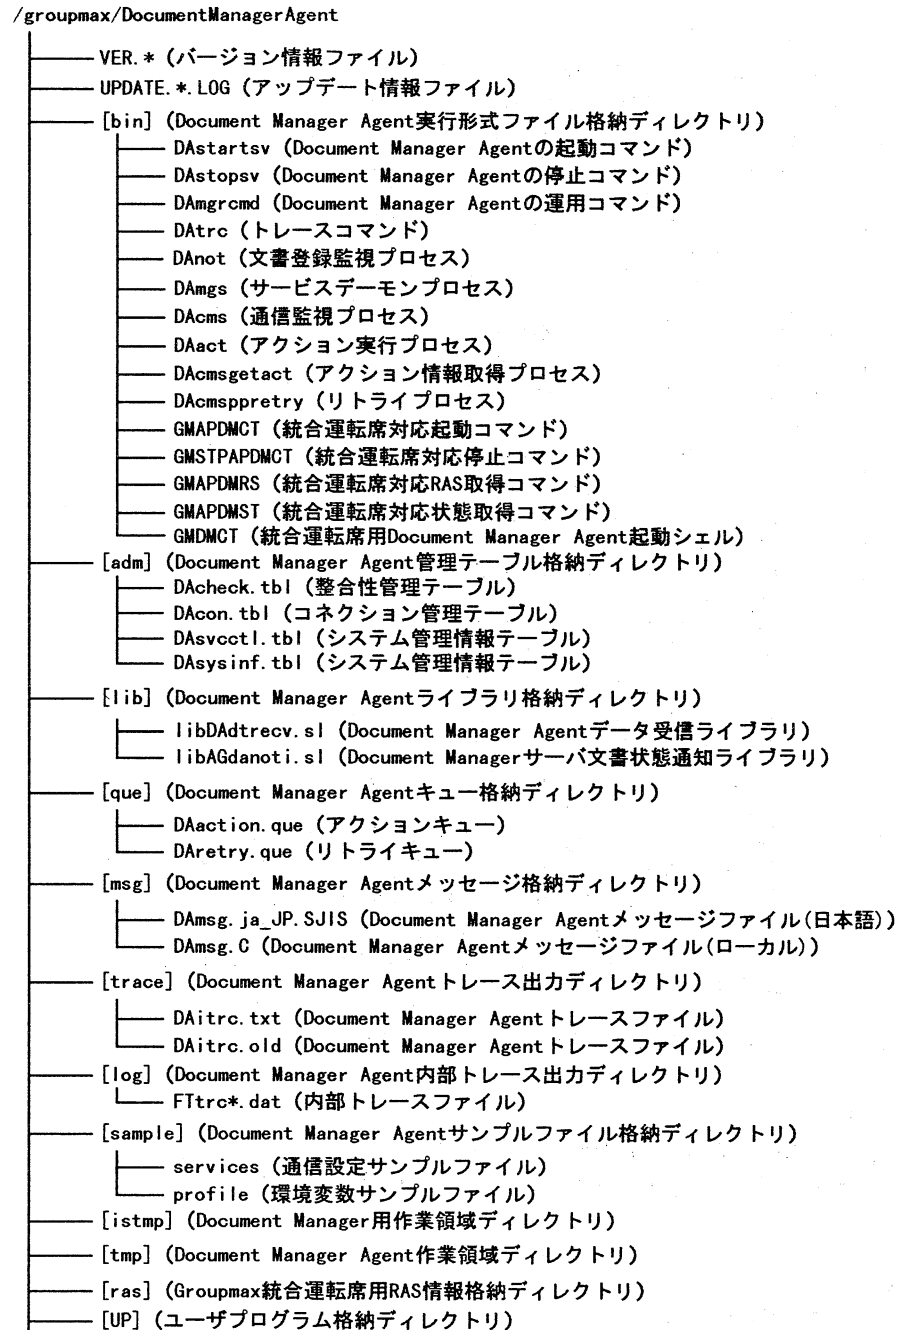 /groupmax/DocumentManagerAgent
VER.*(バージョン情報ファイル)
UPDATE.*.LOG(アップデート情報ファイル)
[bin](Document Manager Agent実行形式ファイル格納ディレクトリ)
DAstartsv(Document Manager Agentの起動コマンド)
DAstopsv(Document Manager Agentの停止コマンド)
DAmgrcmd(Document Manager Agentの運用コマンド)
DAtrc(トレースコマンド)
DAnot(文書登録監視プロセス)
DAmgs(サービスデーモンプロセス)
DAcms(通信監視プロセス)
DAact(アクション実行プロセス)
DAcmsgetact(アクション情報取得プロセス)
DAcmsppretry(リトライプロセス)
GMAPDMCT(統合運転席対応起動コマンド)
GMSTPAPDMCT(統合運転席対応停止コマンド)
GMAPDMRS(統合運転席対応RAS取得コマンド)
GMAPDMST(統合運転席対応状態取得コマンド)
GMDMCT(統合運転席用Document Manager Agent起動シェル)
[adm](Document Manager Agent管理テーブル格納ディレクトリ)
DAcheck.tbl(整合性管理テーブル)
DAcon.tbl(コネクション管理テーブル)
DAsvcctl.tbl(システム管理情報テーブル)
DAsysinf.tbl(システム管理情報テーブル)
[lib](Document Manager Agentライブラリ格納ディレクトリ)
libDAdtrecv.sl(Document Manager Agentデータ受信ライブラリ)
libAGdanoti.sl(Document Managerサーバ文書状態通知ライブラリ)
[que](Document Manager Agentキュー格納ディレクトリ)
DAaction.que(アクションキュー)
DAretry.que(リトライキュー)
[msg](Document Manager Agentメッセージ格納ディレクトリ)
DAmsg.ja_JP.SJIS(Document Manager Agentメッセージファイル(日本語))
DAmsg.C(Document Manager Agentメッセージファイル(ローカル))
[trace](Document Manager Agentトレース出力ディレクトリ)
DAitrc.txt(Document Manager Agentトレースファイル)
DAitrc.old(Document Manager Agentトレースファイル)
[log](Document Manager Agent内部トレース出力ディレクトリ)
FTtrc*.dat(内部トレースファイル)
[sample](Document Manager Agentサンプルファイル格納ディレクトリ)
services(通信設定サンプルファイル)
profile(環境変数サンプルファイル)
[istmp](Document Manager用作業領域ディレクトリ)
[tmp](Document Manager Agent作業領域ディレクトリ)
[ras](Groupmax統合運転席用RAS情報格納ディレクトリ)
[UP](ユーザプログラム格納ディレクトリ)